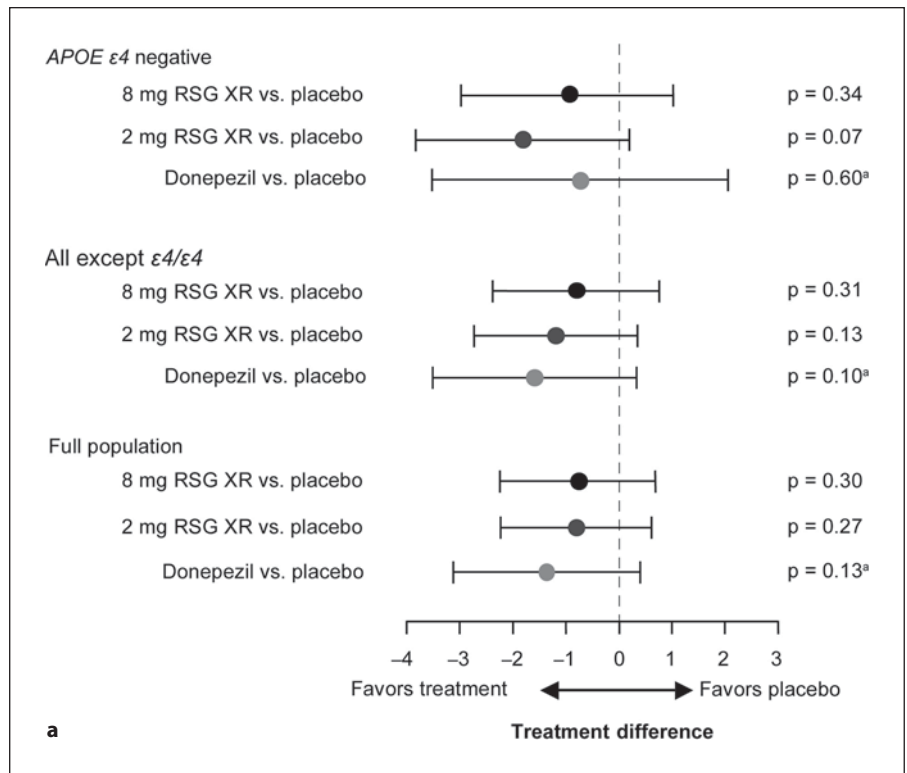 APOE ε4 negative
8 mg RSG XR vs. placebo p = 0.34
2 mg RSG XR vs. placebo p = 0.07
Donepezil vs. placebo p = 0.60ᵃ
All except ε4/ε4
8 mg RSG XR vs. placebo p = 0.31
2 mg RSG XR vs. placebo p = 0.13
Donepezil vs. placebo p = 0.10ᵃ
Full population
8 mg RSG XR vs. placebo p = 0.30
2 mg RSG XR vs. placebo p = 0.27
Donepezil vs. placebo p = 0.13ᵃ
–4 –3 –2 –1 0 1 2 3
Favors treatment Favors placebo
a Treatment difference